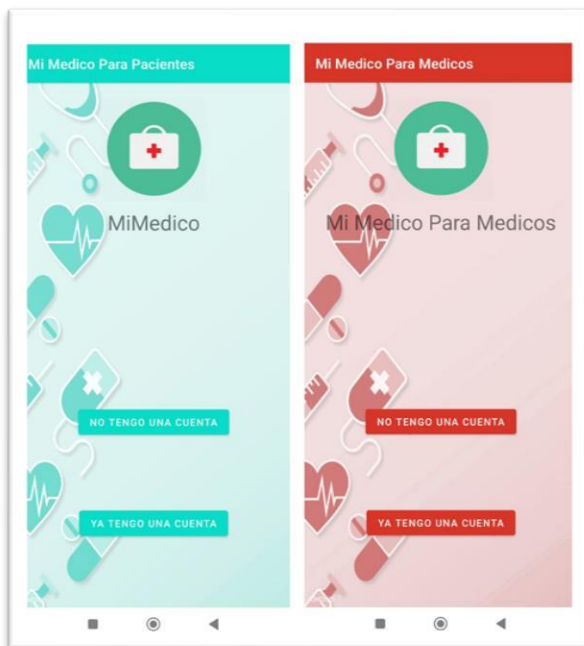 Mi Medico Para Pacientes
MiMedico
NO TENGO UNA CUENTA
YA TENGO UNA CUENTA
Mi Medico Para Medicos
Mi Medico Para Medicos
NO TENGO UNA CUENTA
YA TENGO UNA CUENTA